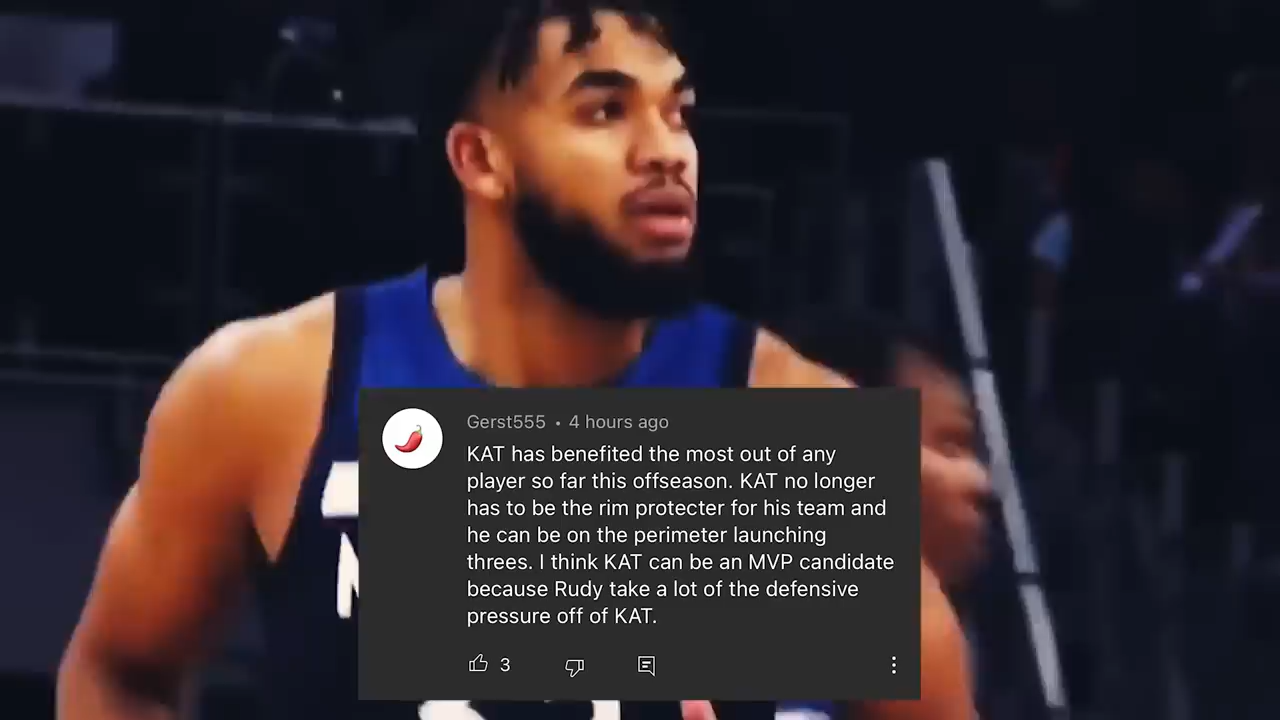 Gerst555 • 4 hours ago
KAT has benefited the most out of any
player so far this offseason. KAT no longer
has to be the rim protecter for his team and
he can be on the perimeter launching
threes. I think KAT can be an MVP candidate
because Rudy take a lot of the defensive
pressure off of KAT.
3